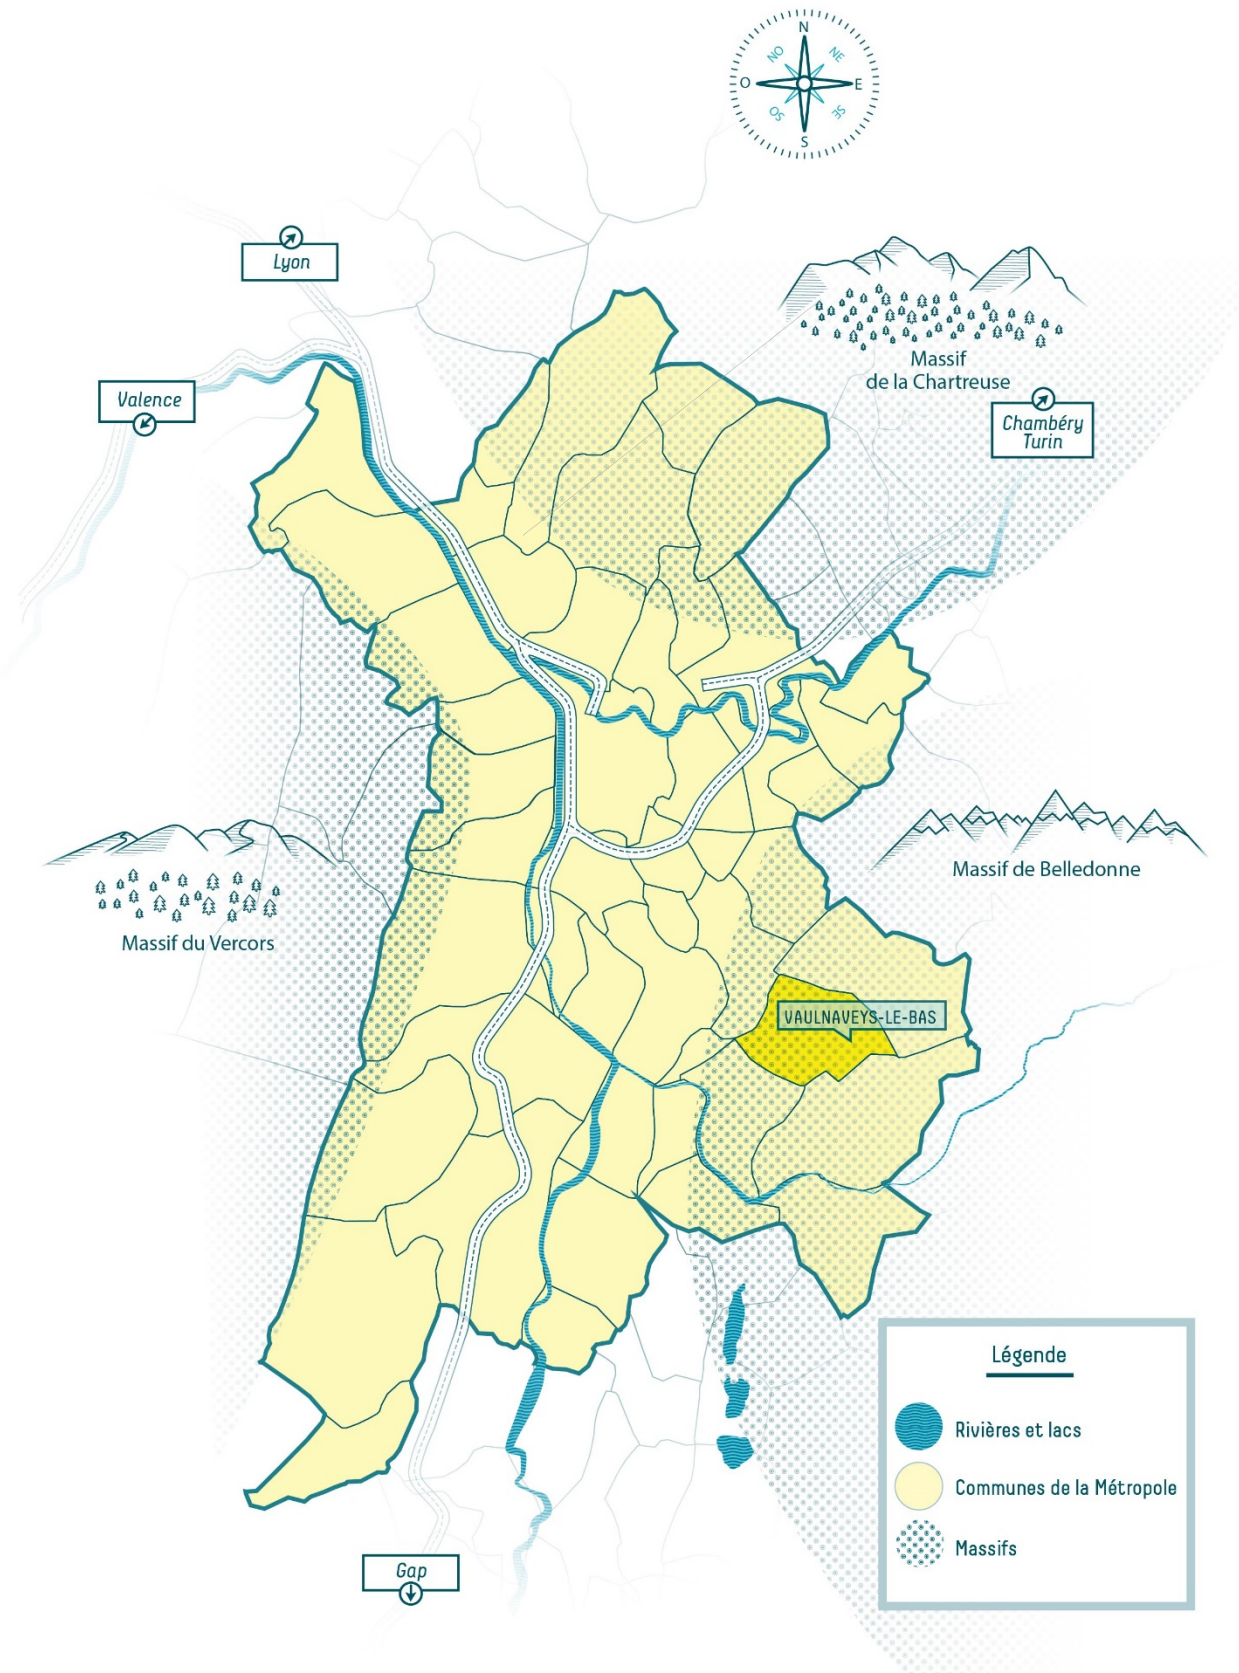 N
NO
NE
O
E
SO
SE
S
Lyon
Massif
de la Chartreuse
Valence
Chambéry
Turin
Massif de Belledonne
Massif du Vercors
VAULNAVEYS-LE-BAS
Légende
Rivières et lacs
Communes de la Métropole
Massifs
Gap